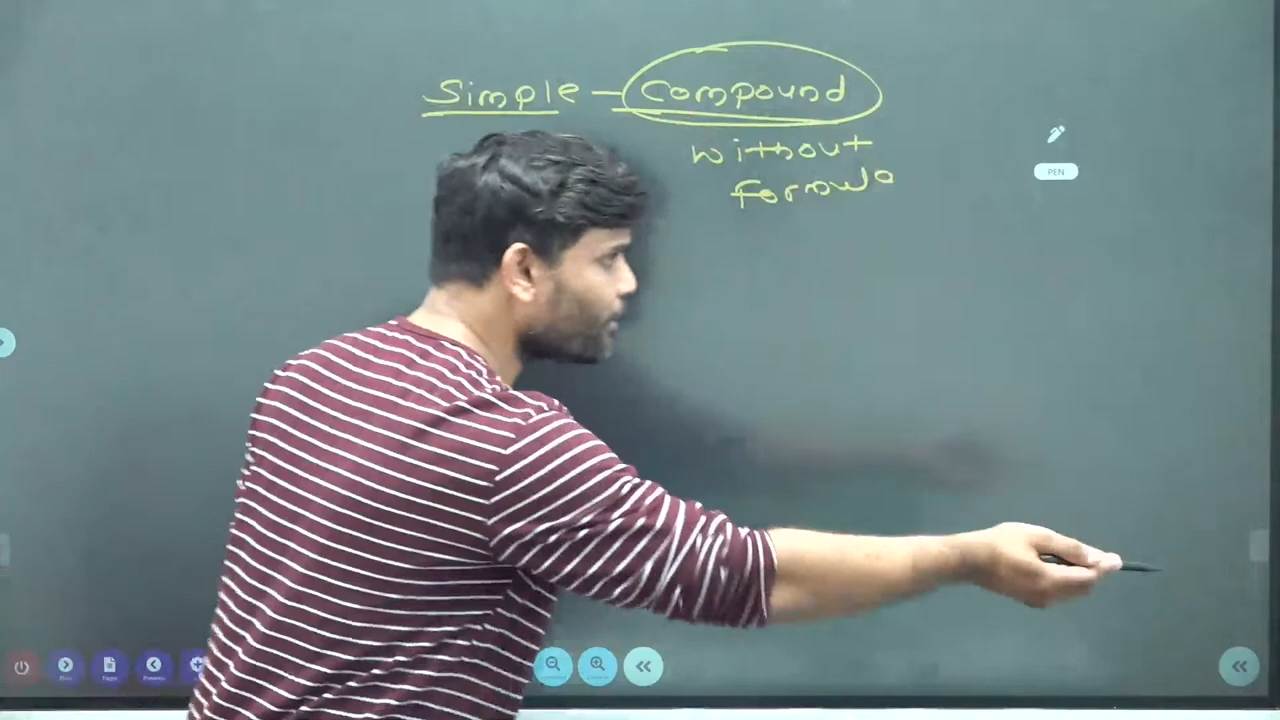 Simple – Compound
without
formula
PEN